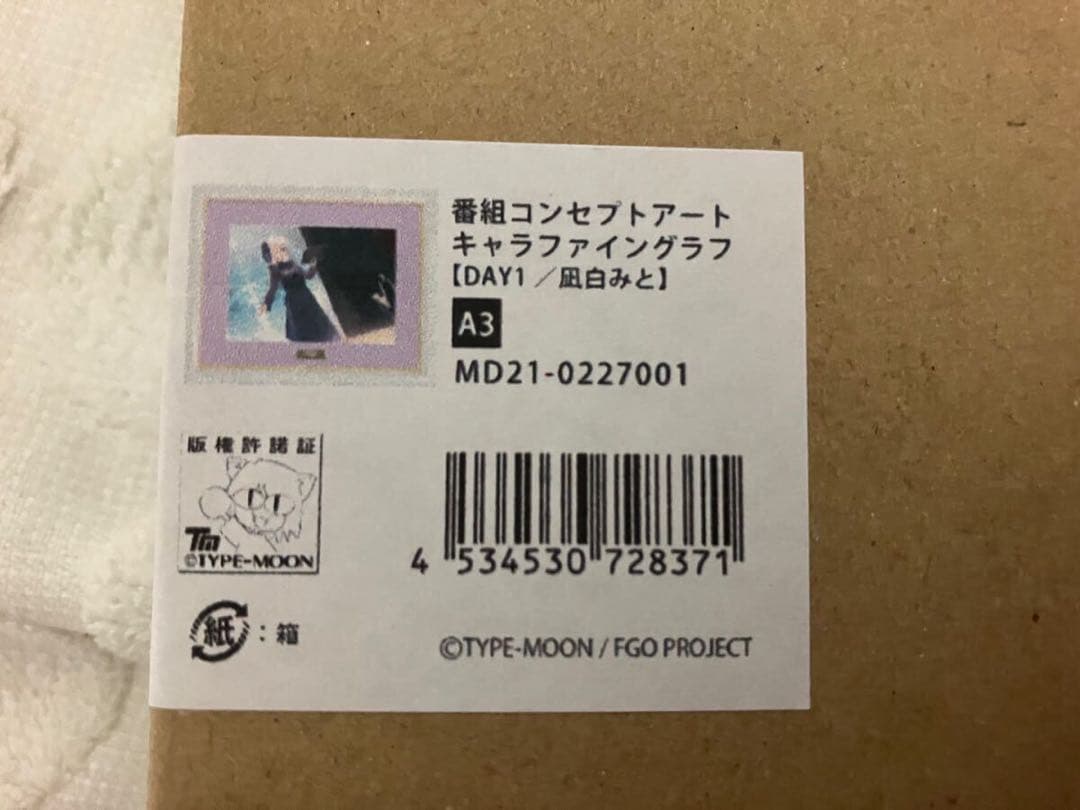 番組コンセプトアート
キャラファイングラフ
【DAY1 ／凪白みと】
A3
MD21-0227001
版権許諾証
TM
©TYPE-MOON
4 534530 728371
紙：箱
©TYPE-MOON / FGO PROJECT